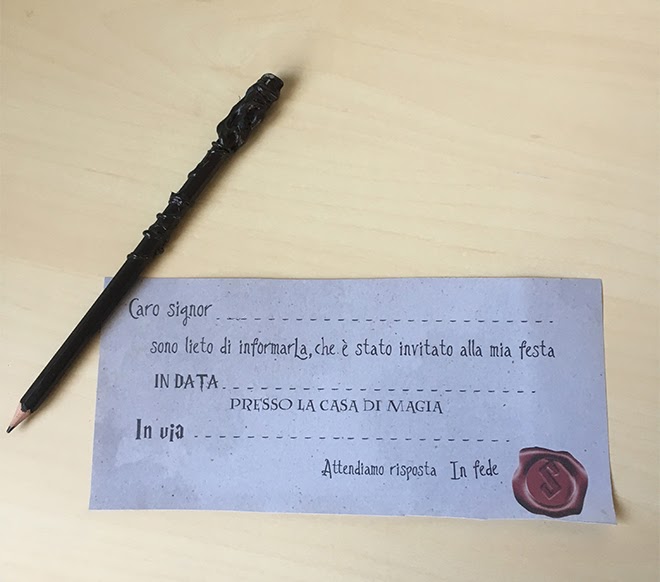 Caro signor
sono lieto di informarLa, che è stato invitato alla mia festa
IN DATA
PRESSO LA CASA DI MAGIA
In via
Attendiamo risposta In fede
S